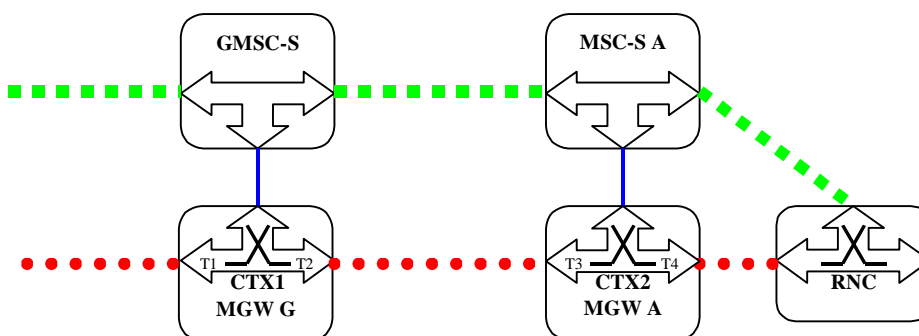 GMSC-S
MSC-S A
T1 T2
CTX1
MGW G
T3 T4
CTX2
MGW A
RNC